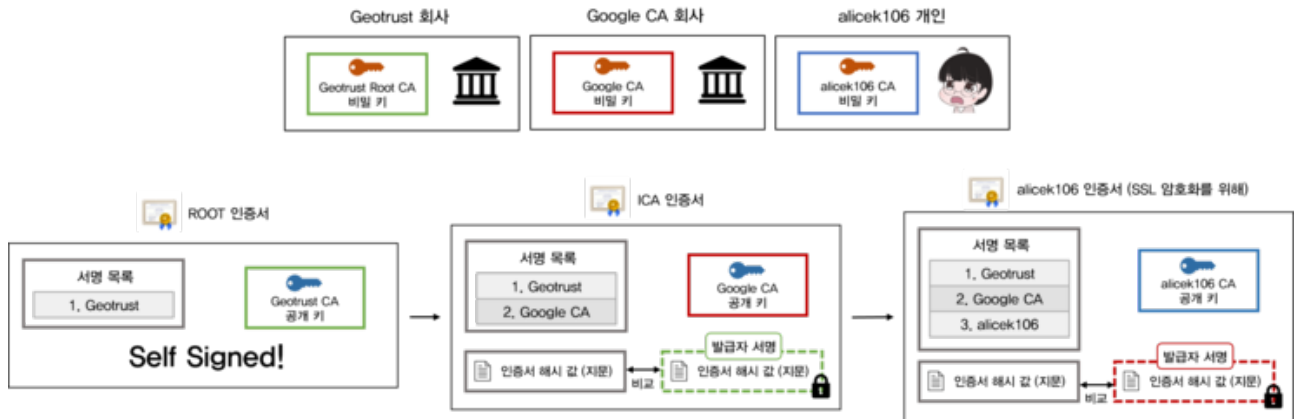 Geotrust 회사
Google CA 회사
alicek106 개인
Geotrust Root CA
비밀 키
Google CA
비밀 키
alicek106 CA
비밀 키
ROOT 인증서
서명 목록
1, Geotrust
Geotrust CA
공개 키
Self Signed!
ICA 인증서
서명 목록
1, Geotrust
2, Google CA
Google CA
공개 키
발급자 서명
인증서 해시 값 (지문)
비교
인증서 해시 값 (지문)
alicek106 인증서 (SSL 암호화를 위해)
서명 목록
1, Geotrust
2, Google CA
3, alicek106
alicek106 CA
공개 키
발급자 서명
인증서 해시 값 (지문)
비교
인증서 해시 값 (지문)